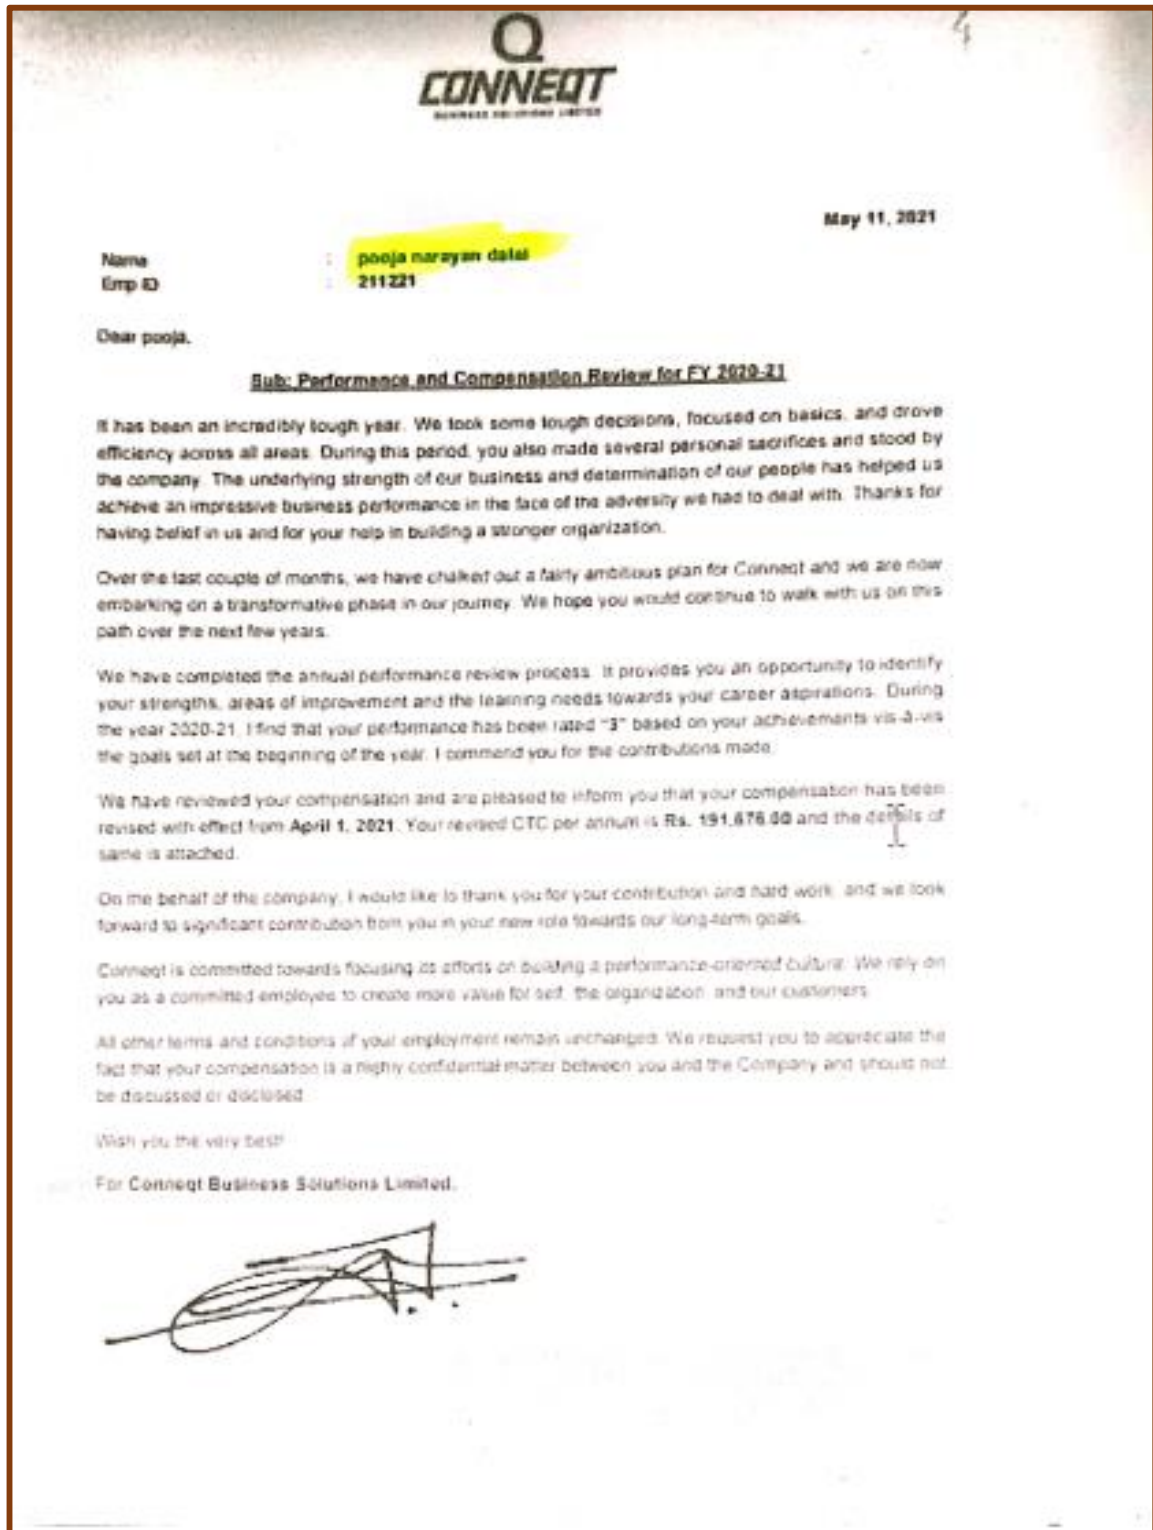 4
Q
CONNEQT
BUSINESS SOLUTIONS LIMITED
May 11, 2021
Name : pooja narayan dalal
Emp ID : 211221
Dear pooja,
Sub: Performance and Compensation Review for FY 2020-21
It has been an incredibly tough year. We took some tough decisions, focused on basics, and drove
efficiency across all areas. During this period, you also made several personal sacrifices and stood by
the company. The underlying strength of our business and determination of our people has helped us
achieve an impressive business performance in the face of the adversity we had to deal with. Thanks for
having belief in us and for your help in building a stronger organization.
Over the last couple of months, we have chalked out a fairly ambitious plan for Conneqt and we are now
embarking on a transformative phase in our journey. We hope you would continue to walk with us on this
path over the next few years.
We have completed the annual performance review process. It provides you an opportunity to identify
your strengths, areas of improvement and the learning needs towards your career aspirations. During
the year 2020-21, I find that your performance has been rated "3" based on your achievements vis-à-vis
the goals set at the beginning of the year. I commend you for the contributions made.
We have reviewed your compensation and are pleased to inform you that your compensation has been
revised with effect from April 1, 2021. Your revised CTC per annum is Rs. 191,676.00 and the details of
same is attached.
On me behalf of the company, I would like to thank you for your contribution and hard work, and we look
forward to significant contribution from you in your new role towards our long-term goals.
Conneqt is committed towards focusing its efforts on building a performance-oriented culture. We rely on
you as a committed employee to create more value for self, the organization, and our customers.
All other terms and conditions of your employment remain unchanged. We request you to appreciate the
fact that your compensation is a highly confidential matter between you and the Company and should not
be discussed or disclosed.
Wish you the very best!
For Conneqt Business Solutions Limited.